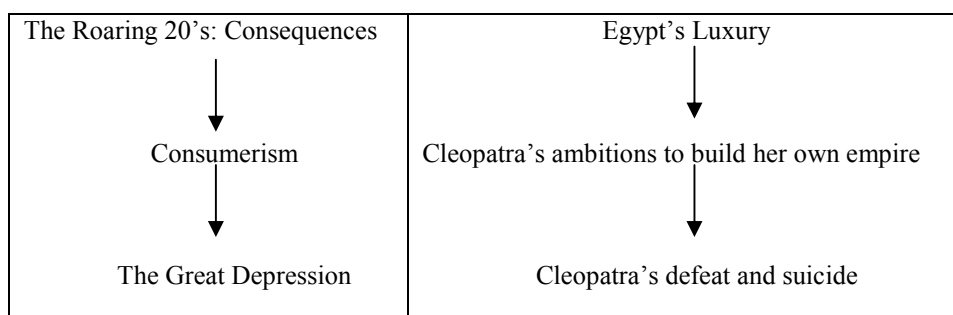 The Roaring 20’s: Consequences
Consumerism
The Great Depression
Egypt’s Luxury
Cleopatra’s ambitions to build her own empire
Cleopatra’s defeat and suicide